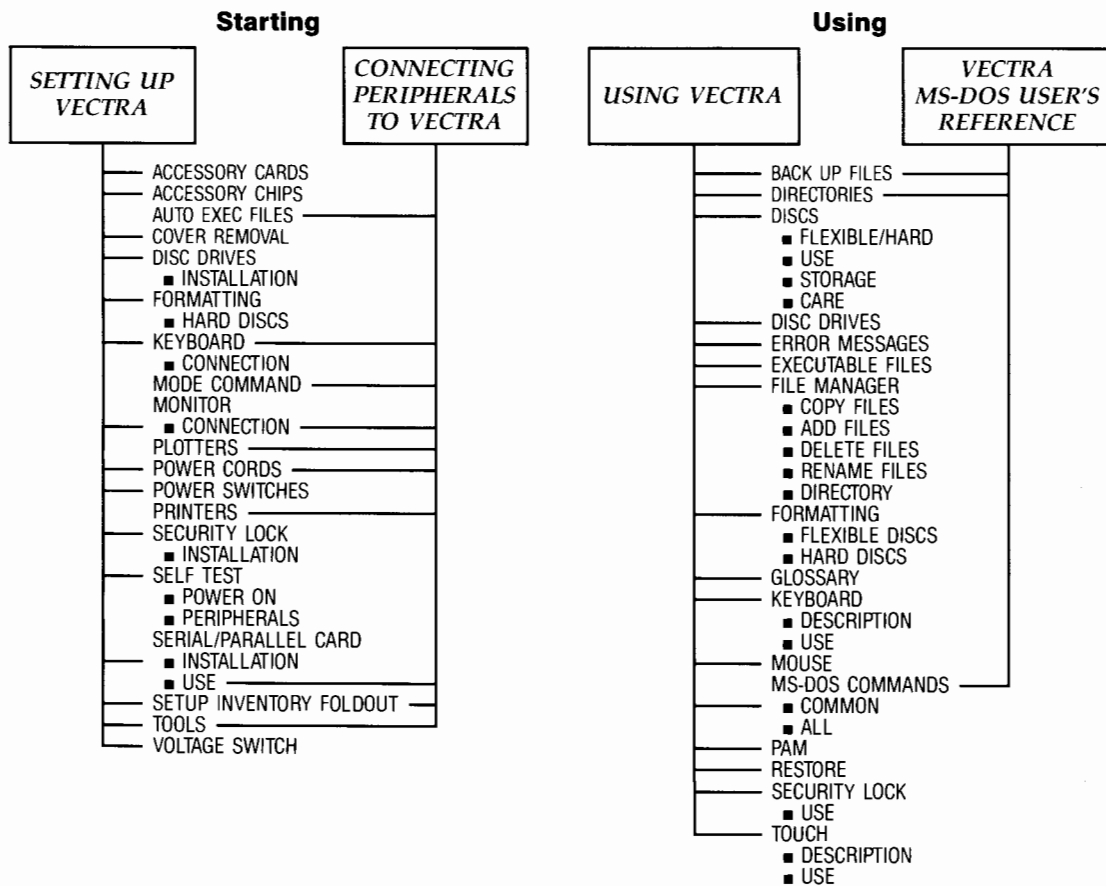 Starting
SETTING UP
VECTRA
CONNECTING
PERIPHERALS
TO VECTRA
ACCESSORY CARDS
ACCESSORY CHIPS
AUTO EXEC FILES
COVER REMOVAL
DISC DRIVES
■ INSTALLATION
FORMATTING
■ HARD DISCS
KEYBOARD
■ CONNECTION
MODE COMMAND
MONITOR
■ CONNECTION
PLOTTERS
POWER CORDS
POWER SWITCHES
PRINTERS
SECURITY LOCK
■ INSTALLATION
SELF TEST
■ POWER ON
■ PERIPHERALS
SERIAL/PARALLEL CARD
■ INSTALLATION
■ USE
SETUP INVENTORY FOLDOUT
TOOLS
VOLTAGE SWITCH
Using
USING VECTRA
VECTRA
MS-DOS USER'S
REFERENCE
BACK UP FILES
DIRECTORIES
DISCS
■ FLEXIBLE/HARD
■ USE
■ STORAGE
■ CARE
DISC DRIVES
ERROR MESSAGES
EXECUTABLE FILES
FILE MANAGER
■ COPY FILES
■ ADD FILES
■ DELETE FILES
■ RENAME FILES
■ DIRECTORY
FORMATTING
■ FLEXIBLE DISCS
■ HARD DISCS
GLOSSARY
KEYBOARD
■ DESCRIPTION
■ USE
MOUSE
MS-DOS COMMANDS
■ COMMON
■ ALL
PAM
RESTORE
SECURITY LOCK
■ USE
TOUCH
■ DESCRIPTION
■ USE